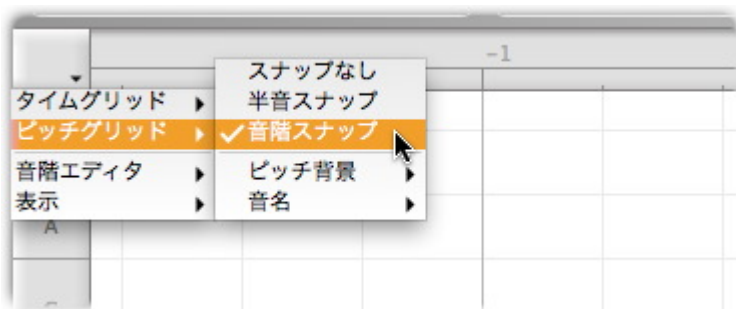 -1
タイムグリッド
ピッチグリッド
音階エディタ
表示
スナップなし
半音スナップ
音階スナップ
ピッチ背景
音名
A